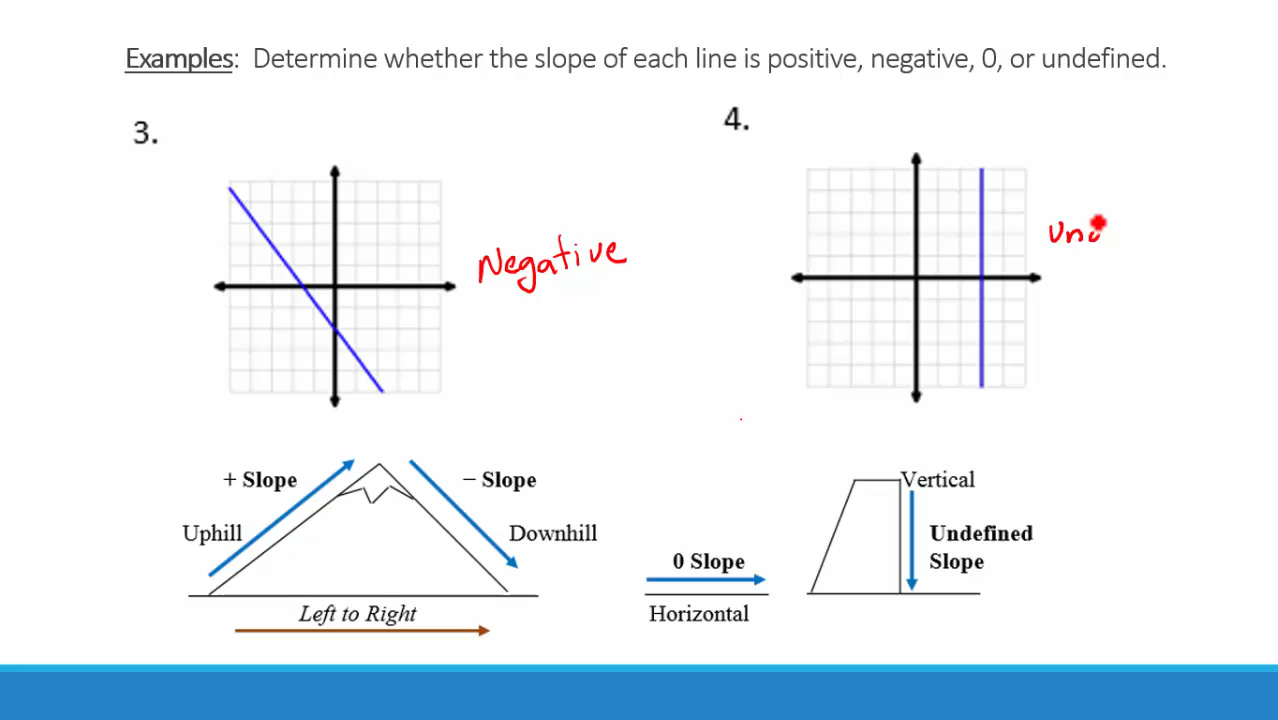 Examples: Determine whether the slope of each line is positive, negative, 0, or undefined.
3.
4.
Negative
Und
+ Slope
− Slope
Uphill
Downhill
Left to Right
0 Slope
Horizontal
Vertical
Undefined
Slope